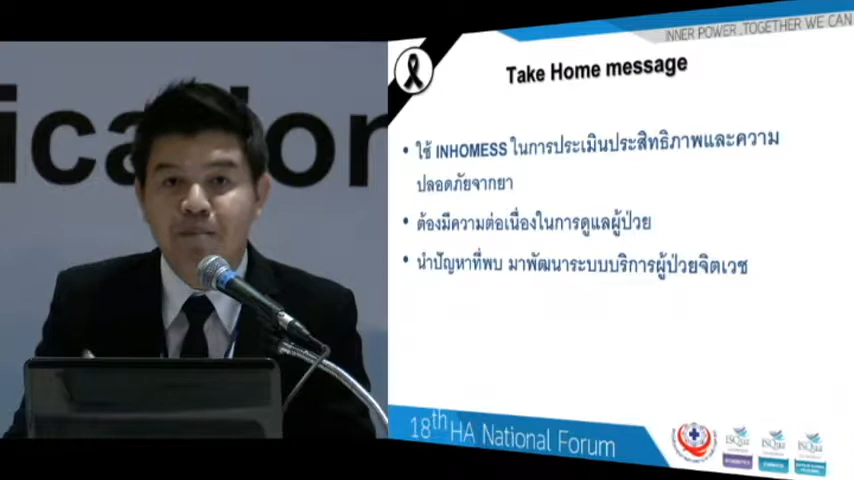 INNER POWER ..TOGETHER WE CAN
Take Home message
• ใช้ INHOMESS ในการประเมินประสิทธิภาพและความ
ปลอดภัยจากยา
• ต้องมีความต่อเนื่องในการดูแลผู้ป่วย
• นำปัญหาที่พบ มาพัฒนาระบบบริการผู้ป่วยจิตเวช
18th HA National Forum
ISQua ISQua ISQua